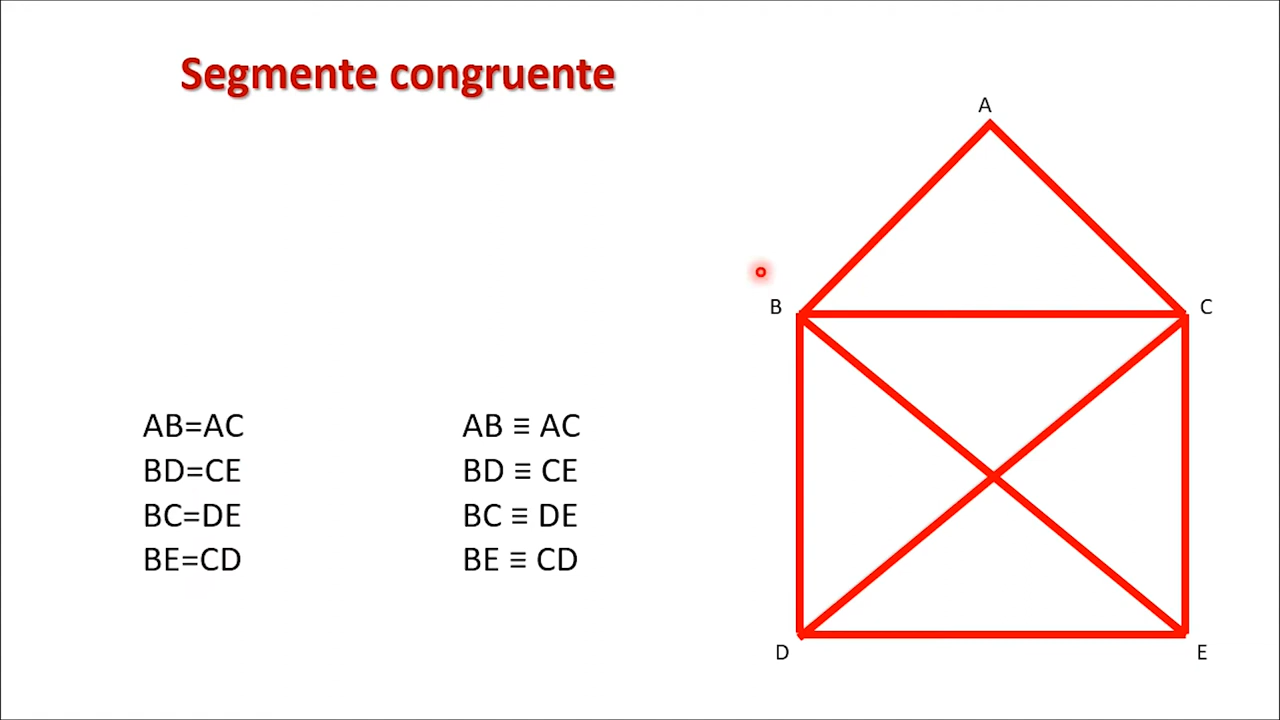 Segmente congruente
AB=AC
BD=CE
BC=DE
BE=CD
AB ≡ AC
BD ≡ CE
BC ≡ DE
BE ≡ CD
A
B
C
D
E